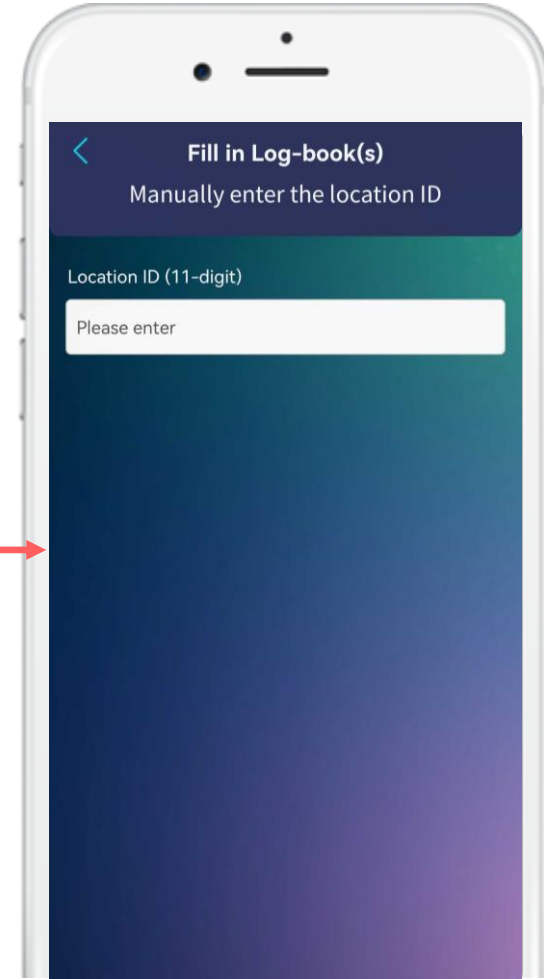 Fill in Log-book(s)
Manually enter the location ID
Location ID (11-digit)
Please enter